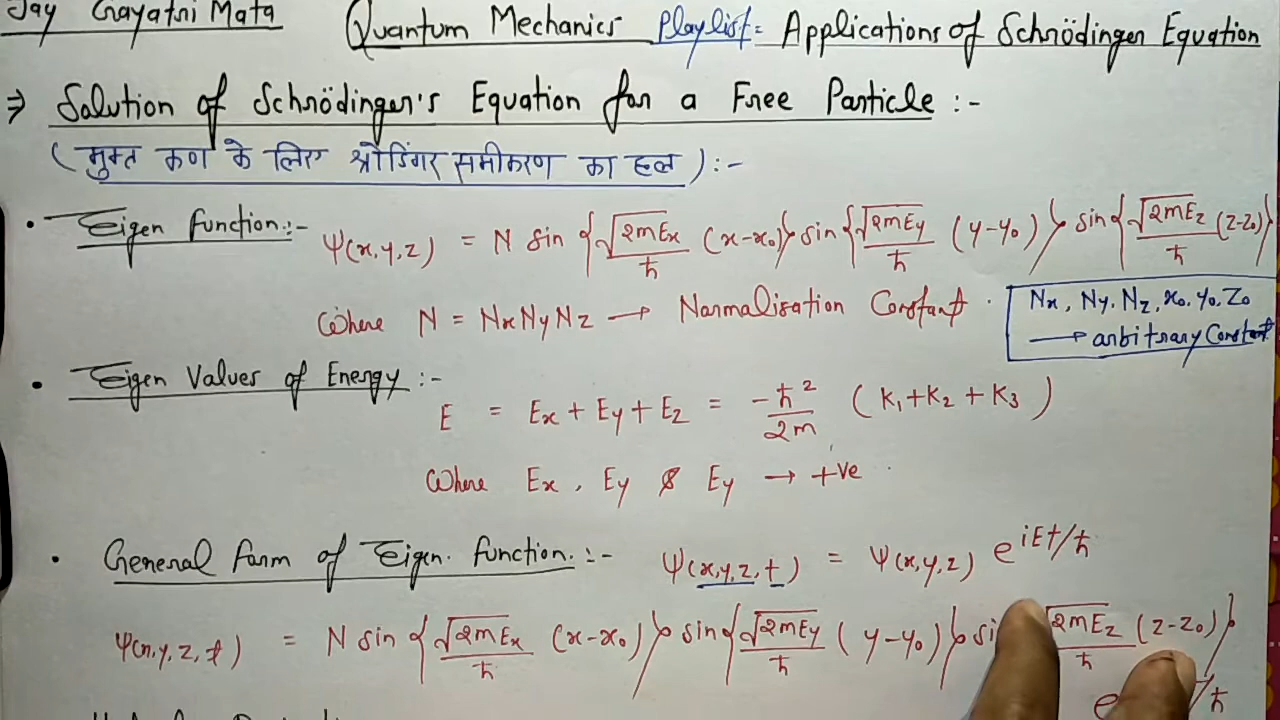 Jay Gayatri Mata Quantum Mechanics Playlist= Applications of Schrödinger Equation
⇒ Solution of Schrödinger's Equation for a Free Particle :-
(मुक्त कण के लिए श्रोडिंगर समीकरण का हल) :-
• Eigen function:- Ψ(x,y,z) = N sin {√2mEx/ħ (x-x₀)} sin {√2mEy/ħ (y-y₀)} sin {√2mEz/ħ (z-z₀)}
Where N = NxNyNz → Normalisation Constant.
Nx, Ny, Nz, x₀, y₀, z₀
→ arbitrary Constant
• Eigen Values of Energy :-
E = Ex + Ey + Ez = -ħ²/2m (K₁+K₂+K₃)
Where Ex, Ey & Ey → +ve
• General form of Eigen. function. :- Ψ(x,y,z,t) = Ψ(x,y,z) e^{iEt/ħ}
Ψ(x,y,z,t) = N sin {√2mEx/ħ (x-x₀)} sin {√2mEy/ħ (y-y₀)} si √2mEz/ħ (z-z₀)}
e /ħ